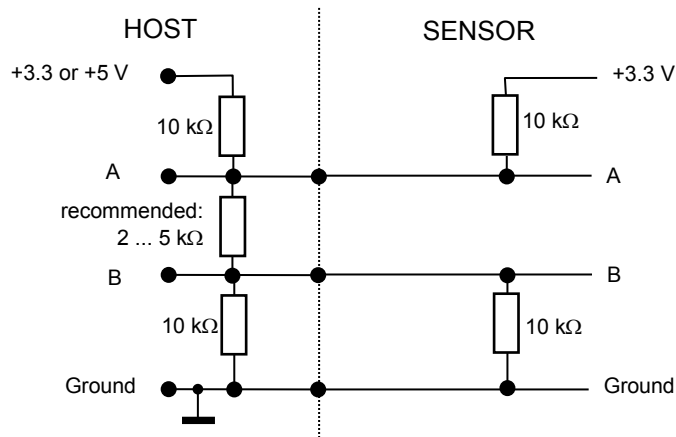 HOST
SENSOR
+3.3 or +5 V
+3.3 V
10 kΩ
10 kΩ
A
A
recommended:
2 ... 5 kΩ
B
B
10 kΩ
10 kΩ
Ground
Ground